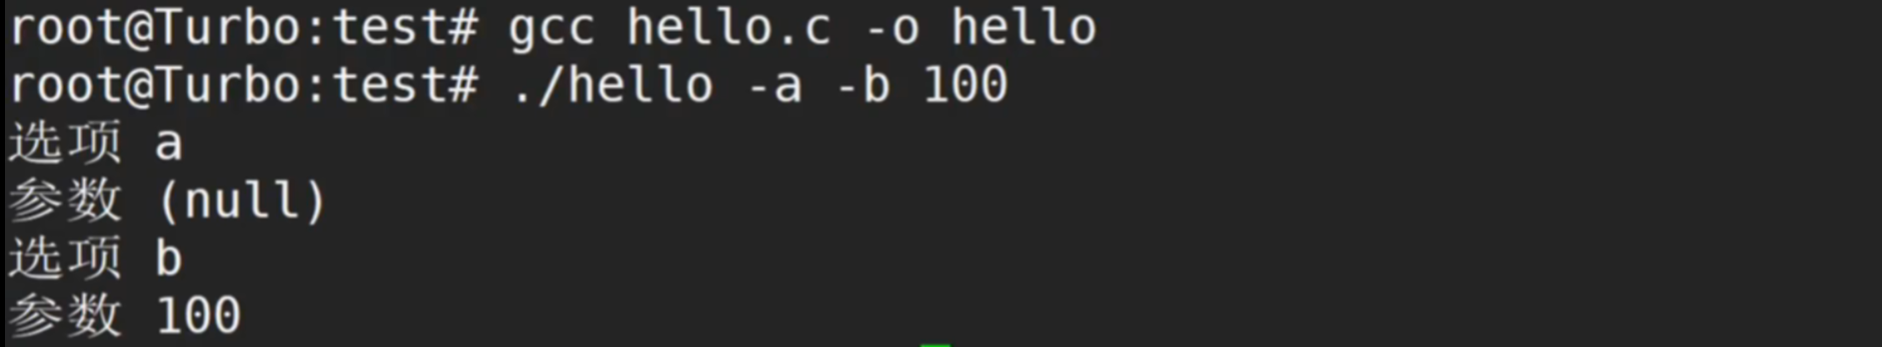 root@Turbo:test# gcc hello.c -o hello
root@Turbo:test# ./hello -a -b 100
选项 a
参数 (null)
选项 b
参数 100